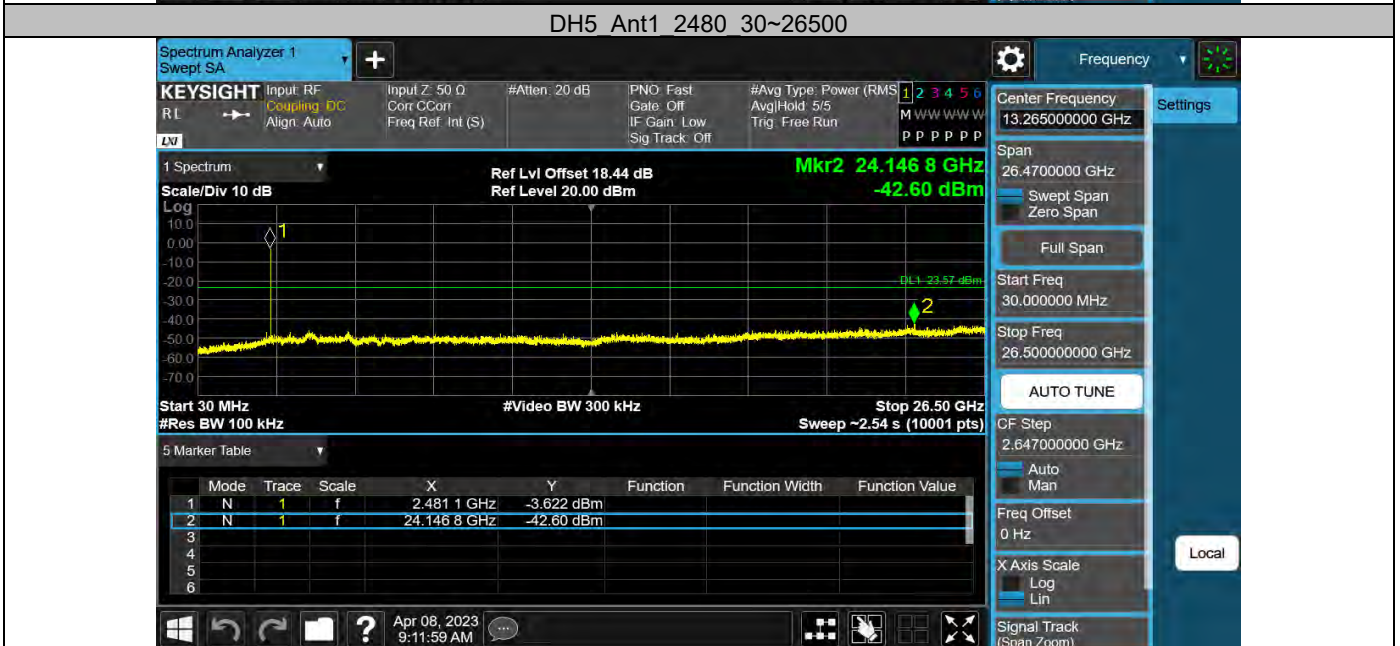 DH5_Ant1_2480_30~26500
Spectrum Analyzer 1
Swept SA
+
Frequency
KEYSIGHT
RL
LXI
Input: RF
Coupling: DC
Align: Auto
Input Z: 50 Ω
Corr CCorr
Freq Ref: Int (S)
#Atten: 20 dB
PNO: Fast
Gate: Off
IF Gain: Low
Sig Track: Off
#Avg Type: Power (RMS
Avg|Hold: 5/5
Trig: Free Run
1 2 3 4 5 6
M W W W W W
P P P P P P
Center Frequency
13.265000000 GHz
Settings
1 Spectrum
Scale/Div 10 dB
Ref Lvl Offset 18.44 dB
Ref Level 20.00 dBm
Mkr2 24.146 8 GHz
-42.60 dBm
Span
26.4700000 GHz
Swept Span
Zero Span
Full Span
Log
10.0
0.00
-10.0
-20.0
-30.0
-40.0
-50.0
-60.0
-70.0
1
2
DL1 -23.57 dBm
Start Freq
30.000000 MHz
Stop Freq
26.500000000 GHz
AUTO TUNE
Start 30 MHz
#Video BW 300 kHz
Stop 26.50 GHz
#Res BW 100 kHz
Sweep ~2.54 s (10001 pts)
CF Step
2.647000000 GHz
Auto
Man
5 Marker Table
Mode Trace Scale X Y Function Function Width Function Value
1 N 1 f 2.481 1 GHz -3.622 dBm
2 N 1 f 24.146 8 GHz -42.60 dBm
3
4
5
6
Freq Offset
0 Hz
X Axis Scale
Log
Lin
Local
Signal Track
(Span Zoom)
?
Apr 08, 2023
9:11:59 AM